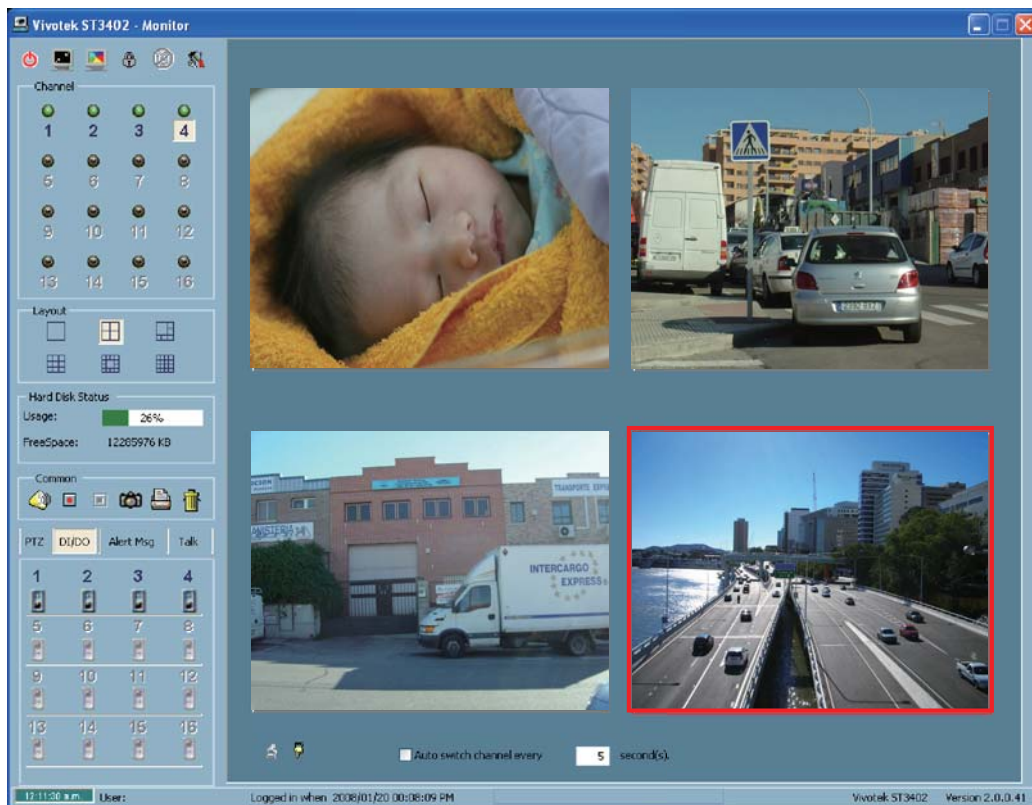 Vivotek ST3402 - Monitor
Channel
1 2 3 4
5 6 7 8
9 10 11 12
13 14 15 16
Layout
Hard Disk Status
Usage: 26%
FreeSpace: 12285976 KB
Common
PTZ DI/DO Alert Msg Talk
1 2 3 4
5 6 7 8
9 10 11 12
13 14 15 16
TRANSPORTE
INTERCARGO
EXPRESS
Auto switch channel every 5 second(s).
12:11:30 a.m. User: Logged in when 2008/01/20 00:08:09 PM Vivotek ST3402 Version 2.0.0.41